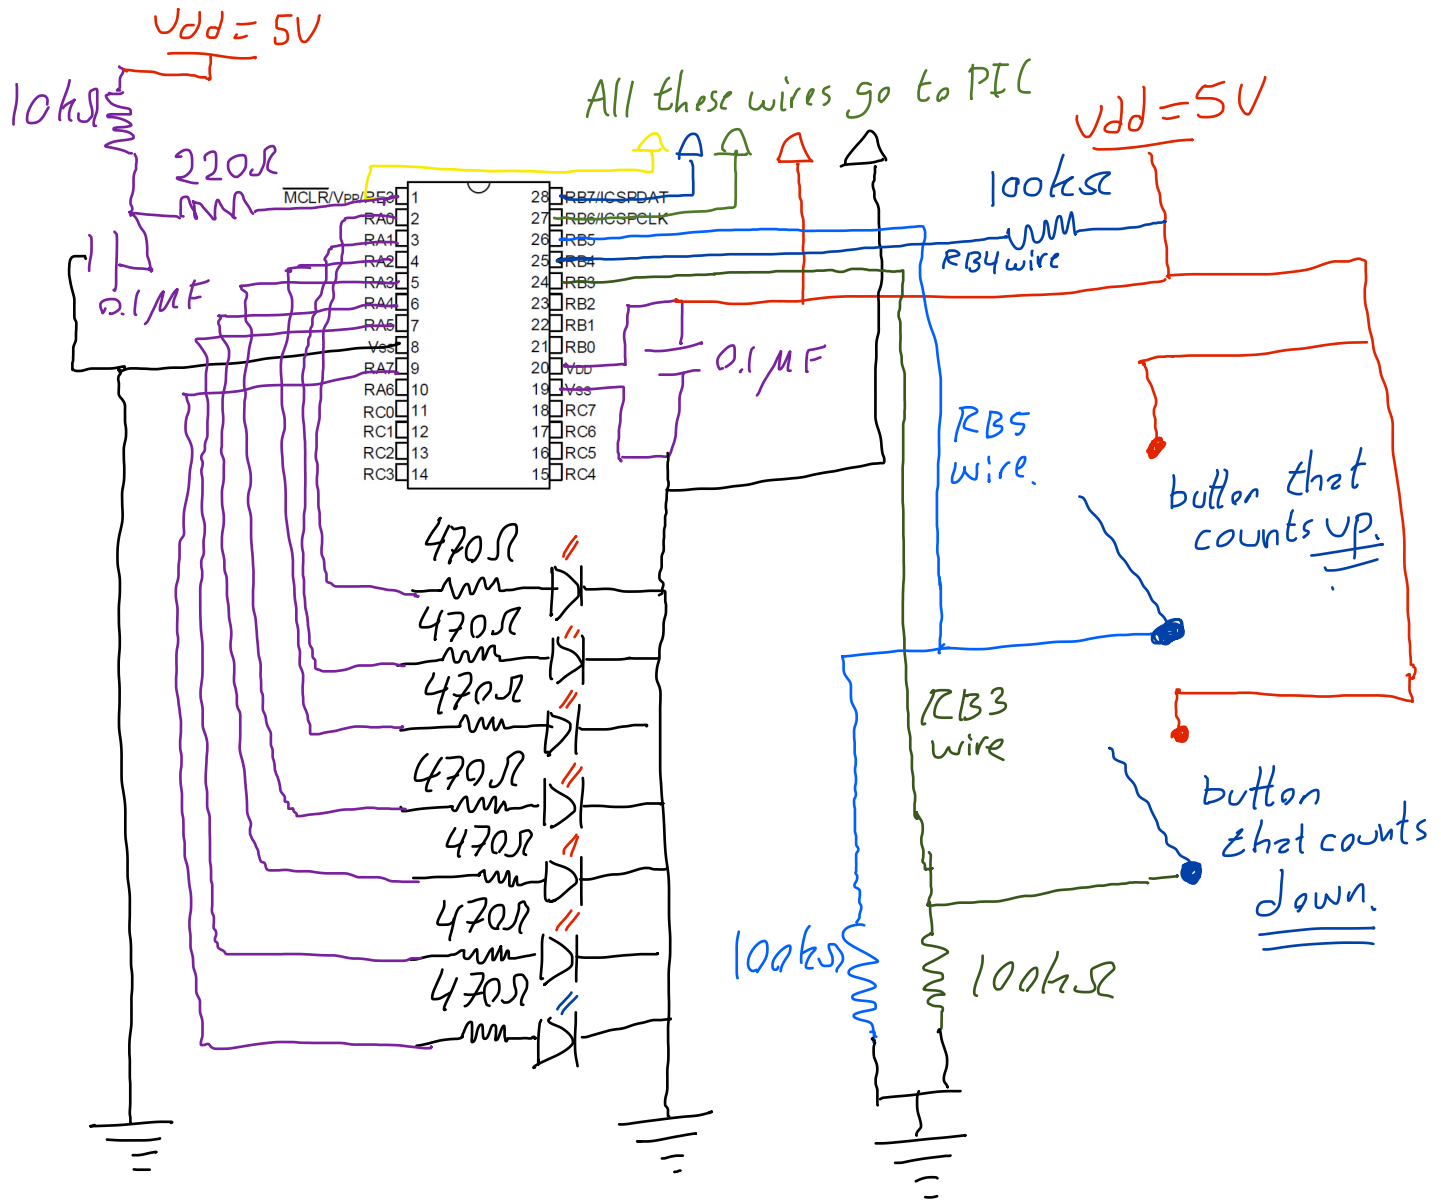 Vdd = 5V
10kΩ
220Ω
0.1 µF
All these wires go to PIC
Vdd = 5V
100kΩ
RB4 wire
MCLR/VPP/RE3 1
RA0 2
RA1 3
RA2 4
RA3 5
RA4 6
RA5 7
Vss 8
RA7 9
RA6 10
RC0 11
RC1 12
RC2 13
RC3 14
28 RB7/ICSPDAT
27 RB6/ICSPCLK
26 RB5
25 RB4
24 RB3
23 RB2
22 RB1
21 RB0
20 VDD
19 Vss
18 RC7
17 RC6
16 RC5
15 RC4
0.1 µF
RB5
wire.
button that
counts up.
470Ω
470Ω
470Ω
470Ω
470Ω
470Ω
470Ω
RB3
wire
button
that counts
down.
100kΩ
100kΩ